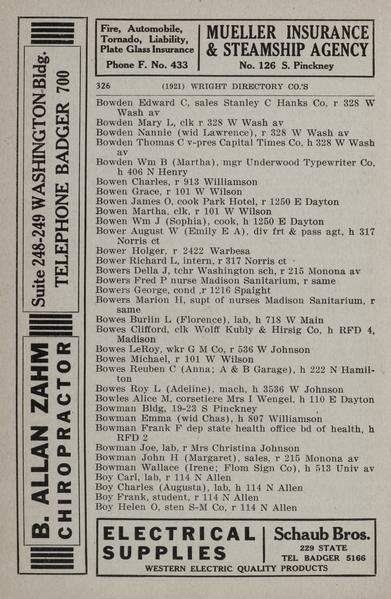 Fire, Automobile,
Tornado, Liability,
Plate Glass Insurance
Phone F. No. 433
MUELLER INSURANCE
& STEAMSHIP AGENCY
No. 126 S. Pinckney
326 (1921) WRIGHT DIRECTORY CO.'S
Bowden Edward C, sales Stanley C Hanks Co, r 328 W
Wash av
Bowden Mary L, clk r 328 W Wash av
Bowden Nannie (wid Lawrence), r 328 W Wash av
Bowden Thomas C v-pres Capital Times Co, h 328 W Wash
av
Bowden Wm B (Martha), mgr Underwood Typewriter Co,
h 406 N Henry
Bowen Charles, r 913 Williamson
Bowen Grace, r 101 W Wilson
Bowen James O, cook Park Hotel, r 1250 E Dayton
Bowen Martha, clk, r 101 W Wilson
Bowen Wm J (Sophia), cook, h 1250 E Dayton
Bower August W (Emily E A), div frt & pass agt, h 317
Norris ct
Bower Holger, r 2422 Warbesa
Bower Richard L, intern, r 317 Norris ct
Bowers Della J, tchr Washington sch, r 215 Monona av
Bowers Fred P nurse Madison Sanitarium, r same
Bowers George, cond ,r 1216 Spaight
Bowers Marion H, supt of nurses Madison Sanitarium, r
same
Bowes Burlin L (Florence), lab, h 718 W Main
Bowes Clifford, clk Wolff Kubly & Hirsig Co, h RFD 4,
Madison
Bowes LeRoy, wkr G M Co, r 536 W Johnson
Bowes Michael, r 101 W Wilson
Bowes Reuben C (Anna; A & B Garage), h 222 N Hamil-
ton
Bowes Roy L (Adeline), mach, h 3536 W Johnson
Bowles Alice M, corsetiere Mrs I Wengel, h 110 E Dayton
Bowman Bldg, 19-23 S Pinckney
Bowman Emma (wid Chas), h 807 Williamson
Bowman Frank F dep state health office bd of health, h
RFD 2
Bowman Joe, lab, r Mrs Christina Johnson
Bowman John H (Margaret), sales, r 215 Monona av
Bowman Wallace (Irene; Flom Sign Co), h 513 Univ av
Boy Carl, lab, r 114 N Allen
Boy Charles (Augusta), lab, h 114 N Allen
Boy Frank, student, r 114 N Allen
Boy Helen O, sten S-M Co, r 114 N Allen
ELECTRICAL
SUPPLIES
Schaub Bros.
229 STATE
TEL BADGER 5166
WESTERN ELECTRIC QUALITY PRODUCTS
B. ALLAN ZAHM
CHIROPRACTOR
Suite 248-249 WASHINGTON Bldg.
TELEPHONE BADGER 700